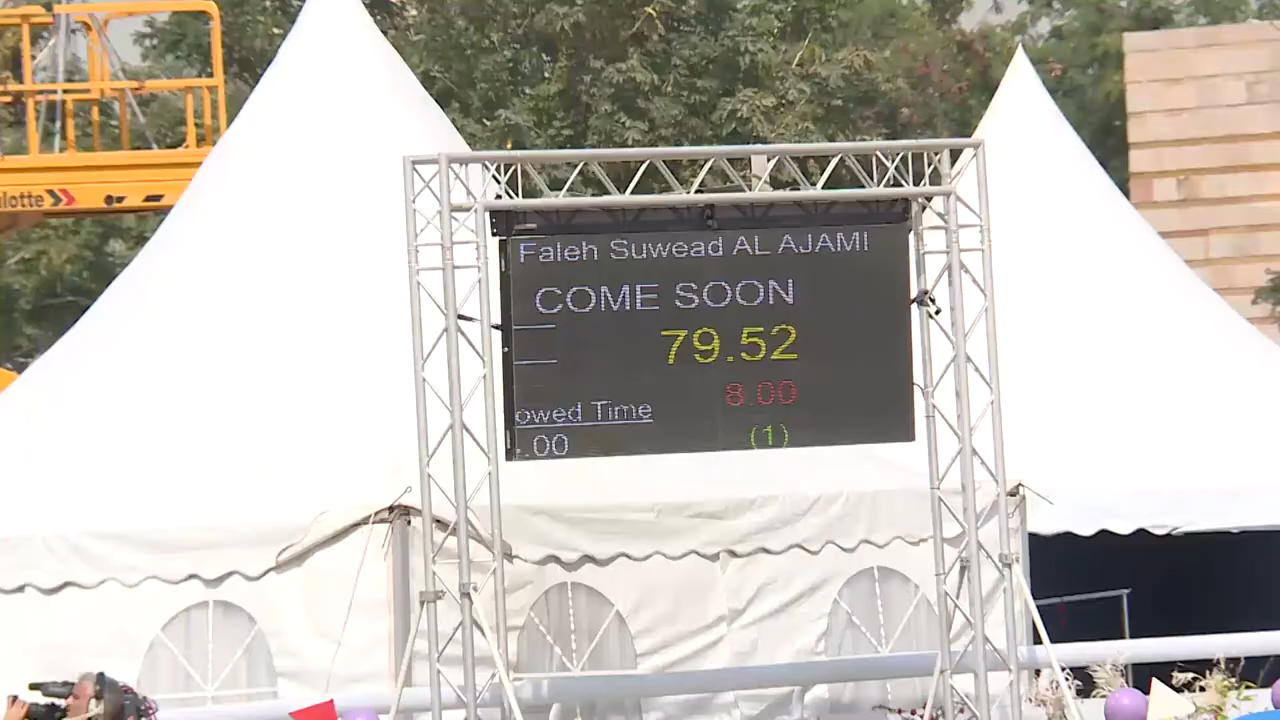 lotte
Faleh Suwead AL AJAMI
COME SOON
79.52
8.00
owed Time
.00
(1)